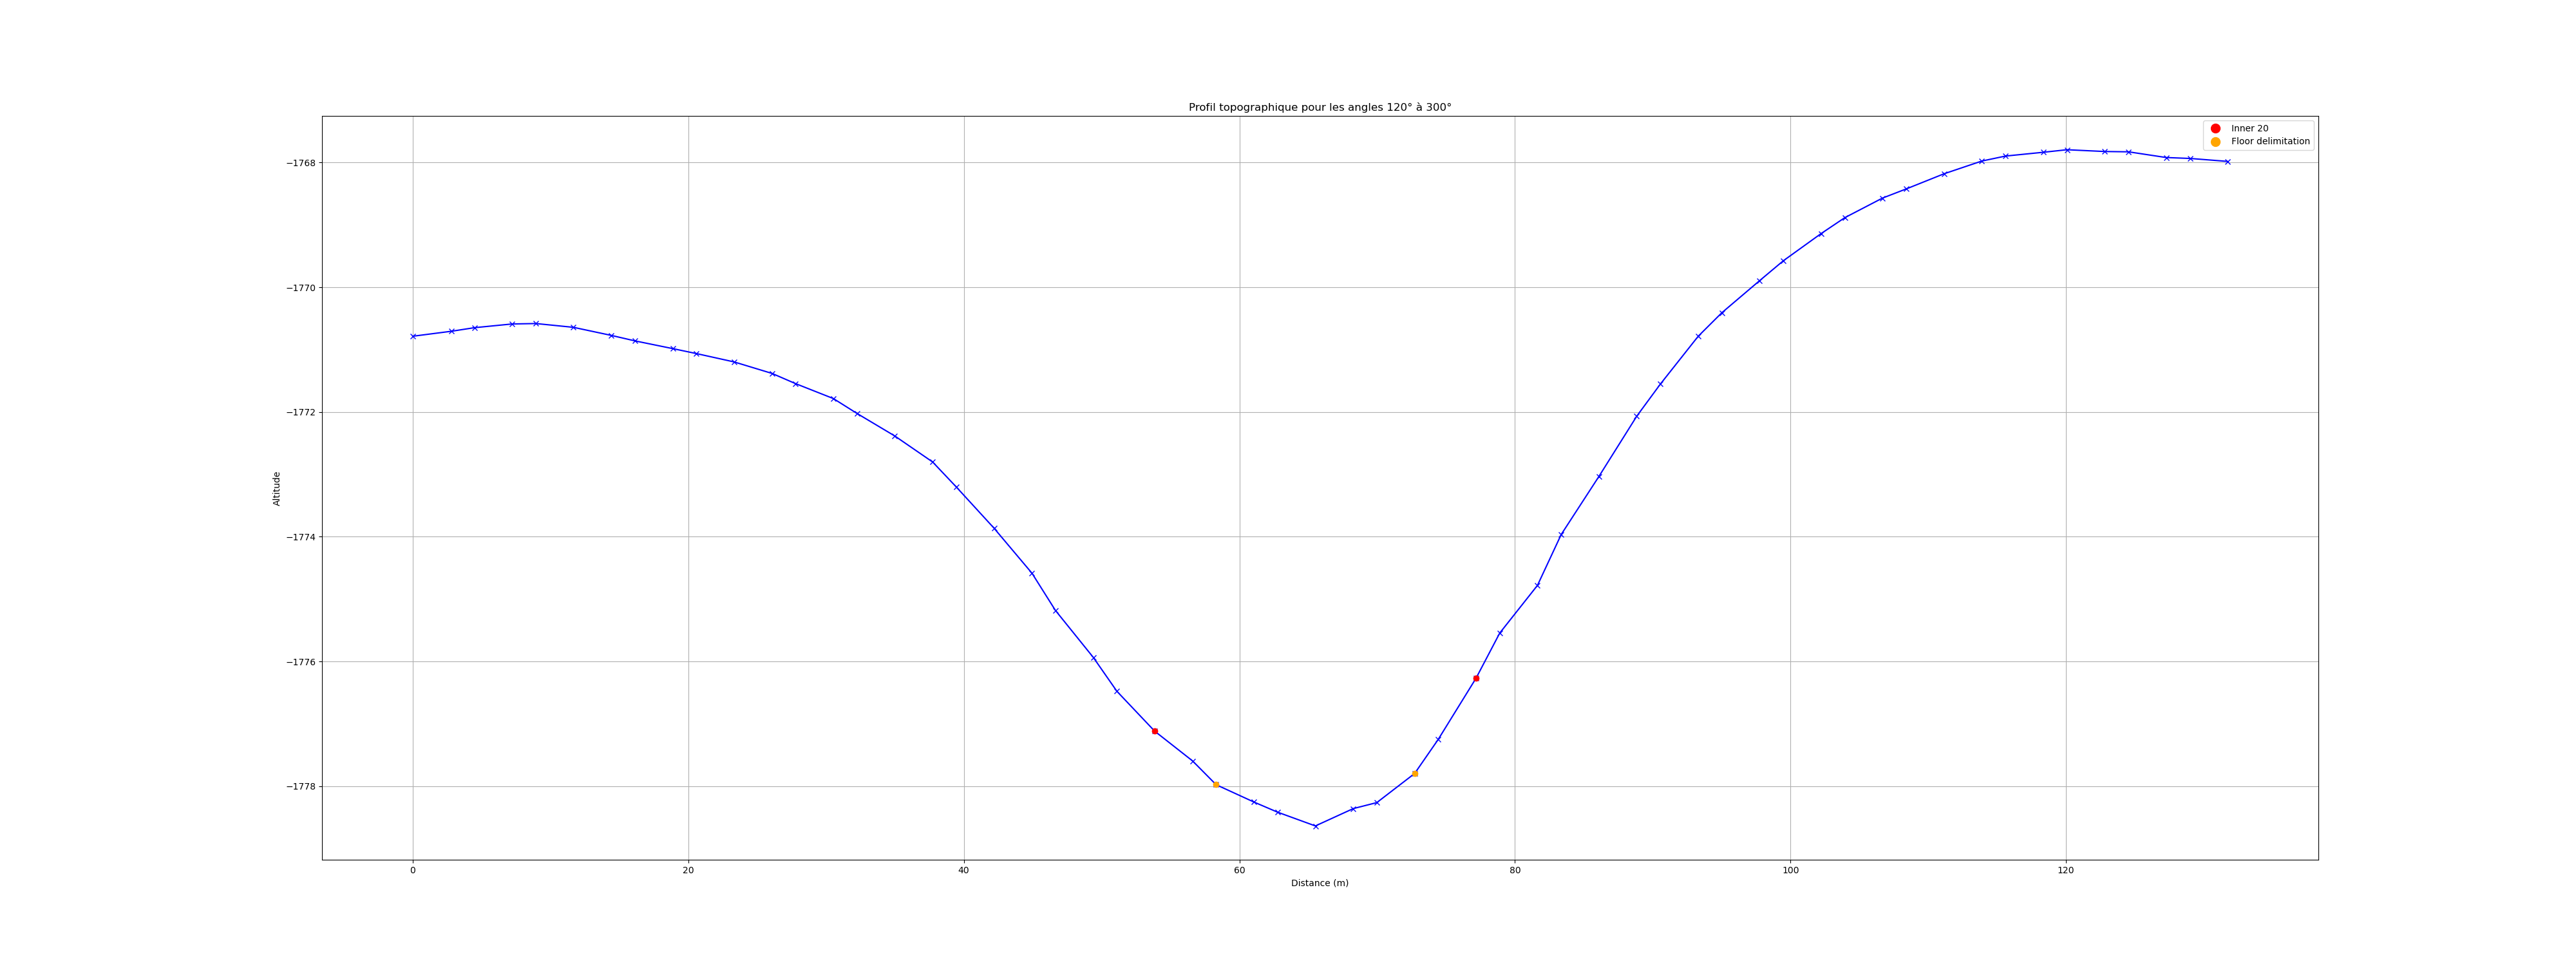 Profil topographique pour les angles 120° à 300°
Inner 20
Floor delimitation
−1768
−1770
−1772
−1774
−1776
−1778
Altitude
0 20 40 60 80 100 120
Distance (m)